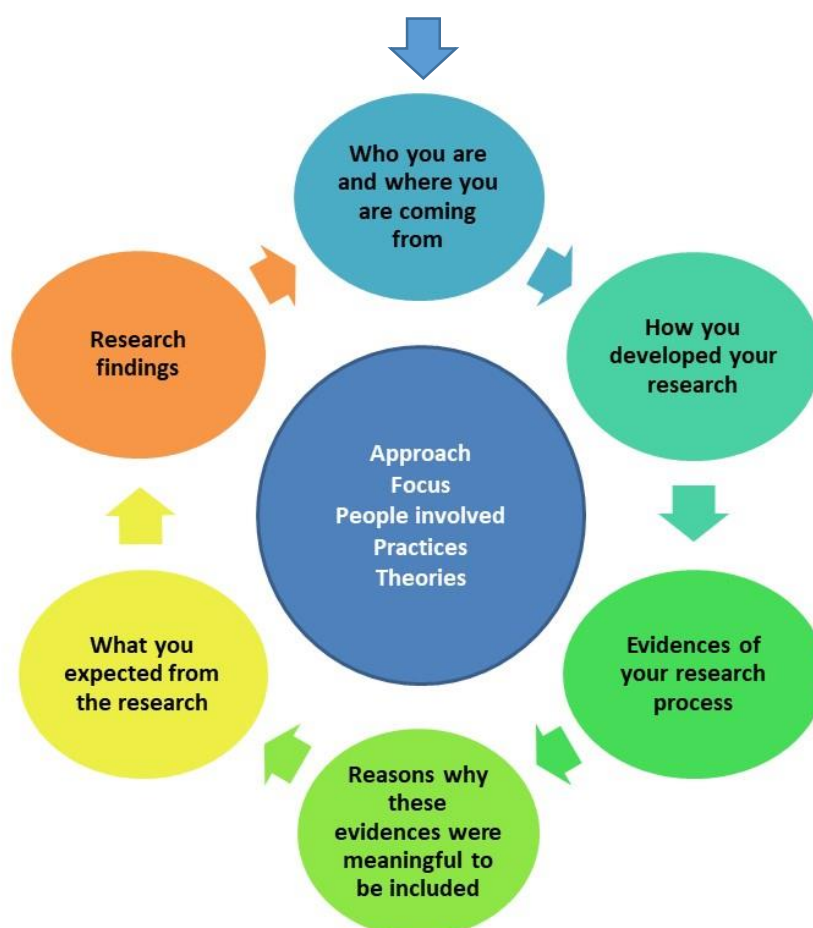 Who you are
and where you
are coming
from
How you
developed your
research
Evidences of
your research
process
Reasons why
these
evidences were
meaningful to
be included
What you
expected from
the research
Research
findings
Approach
Focus
People involved
Practices
Theories